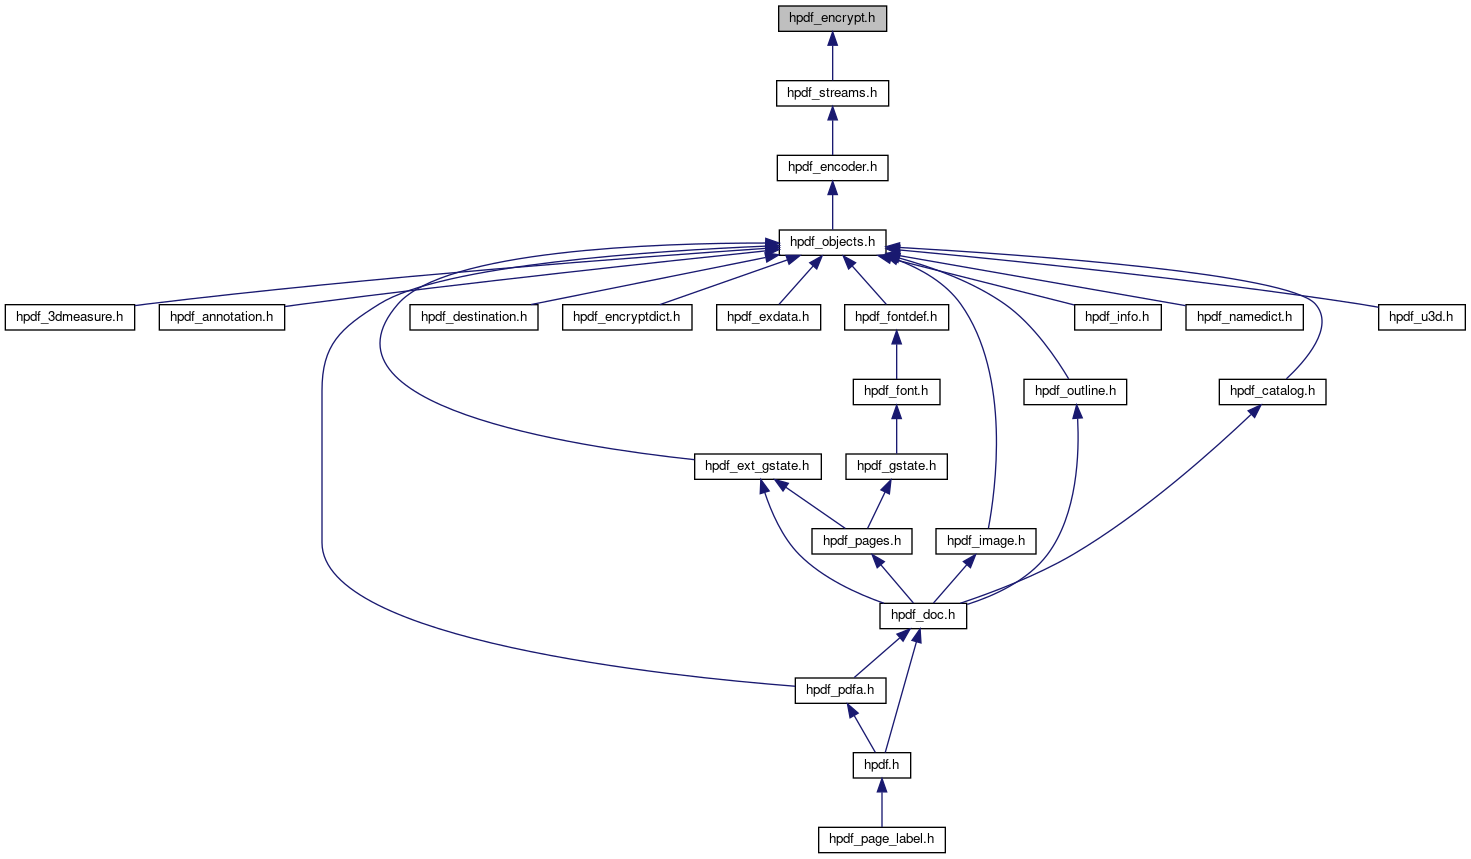 hpdf_encrypt.h
hpdf_streams.h
hpdf_encoder.h
hpdf_objects.h
hpdf_3dmeasure.h
hpdf_annotation.h
hpdf_destination.h
hpdf_encryptdict.h
hpdf_exdata.h
hpdf_fontdef.h
hpdf_info.h
hpdf_namedict.h
hpdf_u3d.h
hpdf_font.h
hpdf_outline.h
hpdf_catalog.h
hpdf_ext_gstate.h
hpdf_gstate.h
hpdf_pages.h
hpdf_image.h
hpdf_doc.h
hpdf_pdfa.h
hpdf.h
hpdf_page_label.h